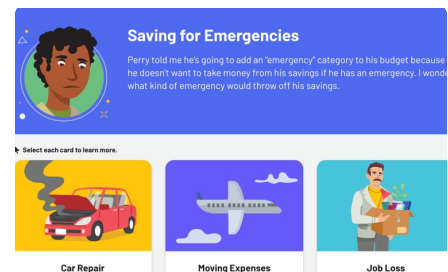 Saving for Emergencies
Perry told me he's going to add an "emergency" category to his budget because
he doesn't want to take money from his savings if he has an emergency. I wonde
what kind of emergency would throw off his savings.
Select each card to learn more.
Car Repair
Moving Expenses
Job Loss